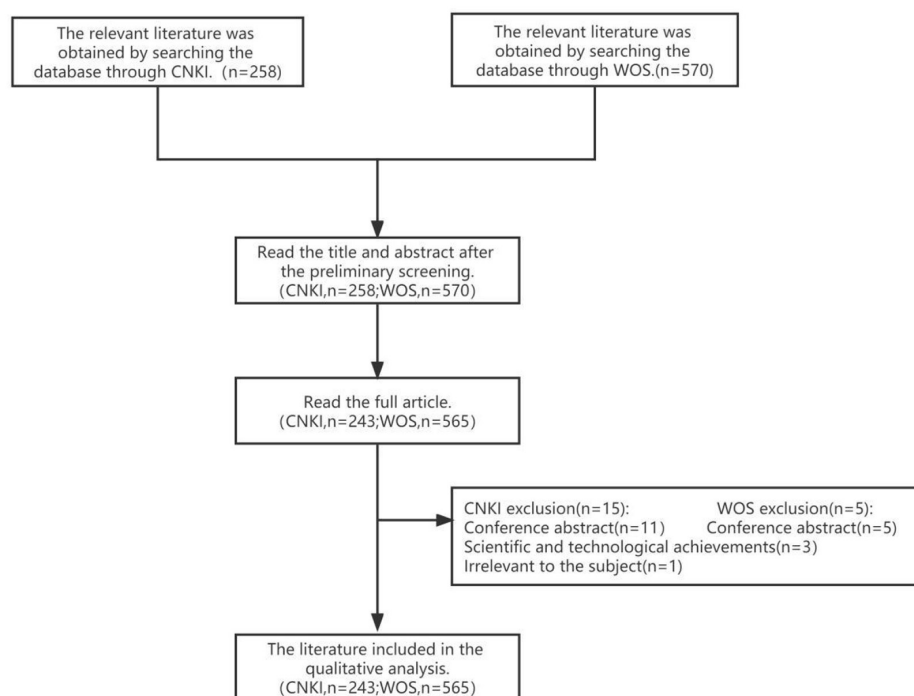 The relevant literature was
obtained by searching the
database through CNKI.（n=258)
The relevant literature was
obtained by searching the
database through WOS.(n=570)
Read the title and abstract after
the preliminary screening.
(CNKI,n=258;WOS,n=570）
Read the full article.
(CNKI,n=243;WOS,n=565）
CNKI exclusion(n=15): WOS exclusion(n=5):
Conference abstract(n=11) Conference abstract(n=5)
Scientific and technological achievements(n=3)
Irrelevant to the subject(n=1)
The literature included in the
qualitative analysis.
(CNKI,n=243;WOS,n=565）